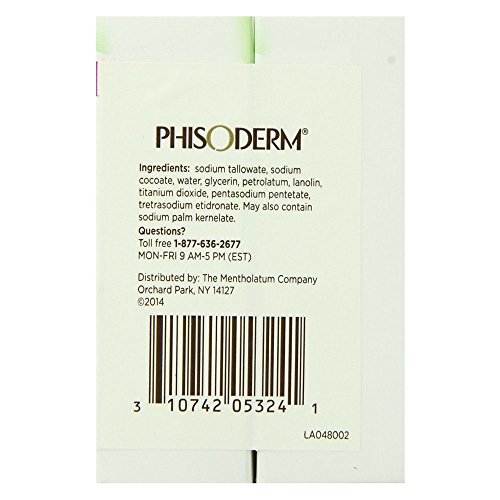 PHISODERM®
Ingredients: sodium tallowate, sodium
cocoate, water, glycerin, petrolatum, lanolin,
titanium dioxide, pentasodium pentetate,
tretrasodium etidronate. May also contain
sodium palm kernelate.
Questions?
Toll free 1-877-636-2677
MON-FRI 9 AM-5 PM (EST)
Distributed by: The Mentholatum Company
Orchard Park, NY 14127
©2014
3 10742 05324 1
LA048002